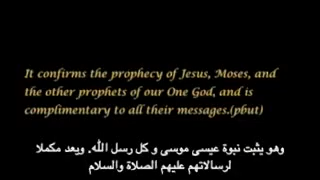 It confirms the prophecy of Jesus, Moses, and
the other prophets of our One God, and is
complimentary to all their messages.(pbut)
وهو يثبت نبوة عيسى موسى و كل رسل الله. ويعد مكملا
لرسالاتهم عليهم الصلاة والسلام